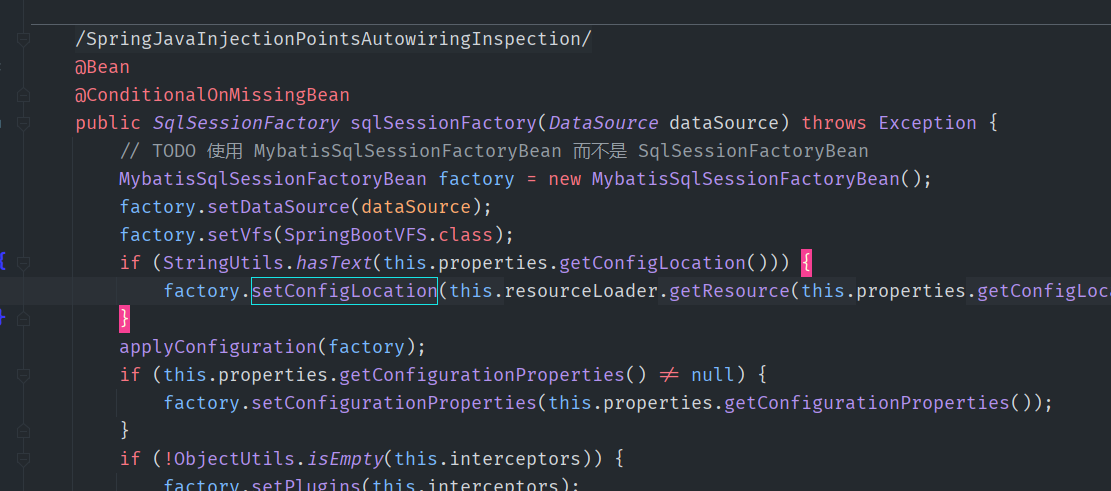 /SpringJavaInjectionPointsAutowiringInspection/
@Bean
@ConditionalOnMissingBean
public SqlSessionFactory sqlSessionFactory(DataSource dataSource) throws Exception {
// TODO 使用 MybatisSqlSessionFactoryBean 而不是 SqlSessionFactoryBean
MybatisSqlSessionFactoryBean factory = new MybatisSqlSessionFactoryBean();
factory.setDataSource(dataSource);
factory.setVfs(SpringBootVFS.class);
if (StringUtils.hasText(this.properties.getConfigLocation())) {
factory.setConfigLocation(this.resourceLoader.getResource(this.properties.getConfigLoca
}
applyConfiguration(factory);
if (this.properties.getConfigurationProperties() ≠ null) {
factory.setConfigurationProperties(this.properties.getConfigurationProperties());
}
if (!ObjectUtils.isEmpty(this.interceptors)) {
factory.setPlugins(this.interceptors);